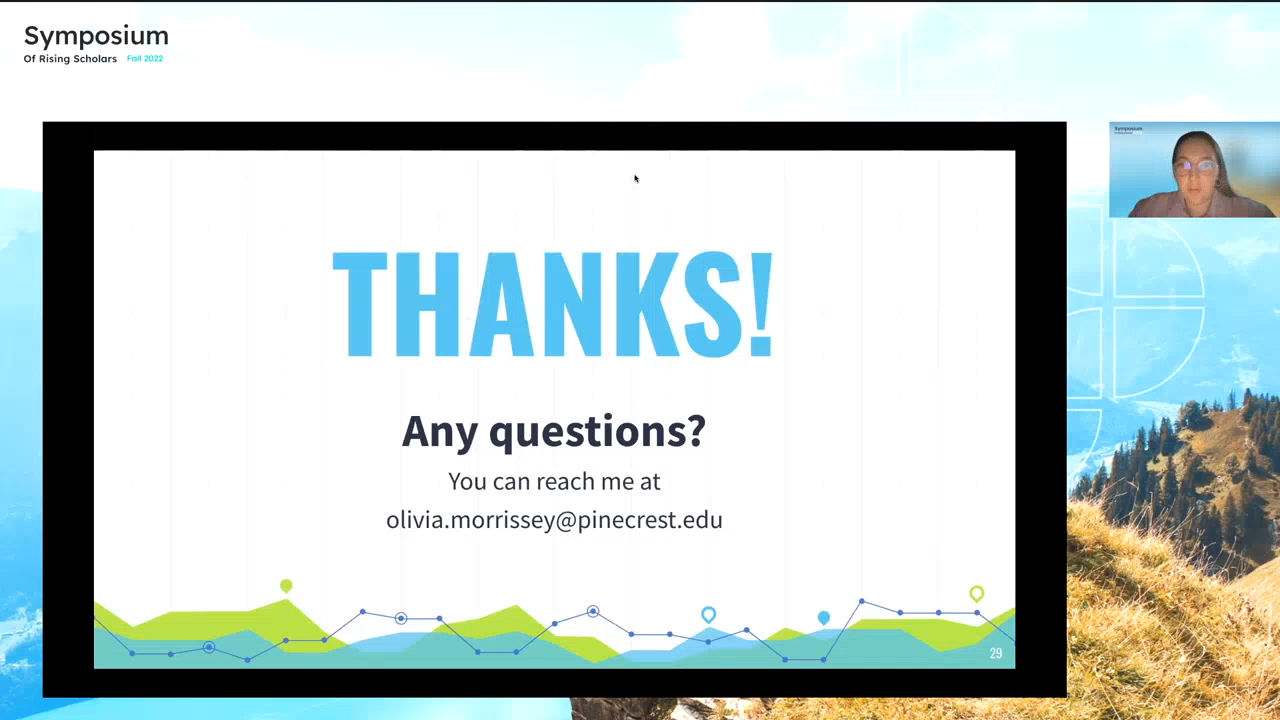 Symposium
Of Rising Scholars Fall 2022
Symposium
THANKS!
Any questions?
You can reach me at
olivia.morrissey@pinecrest.edu
29